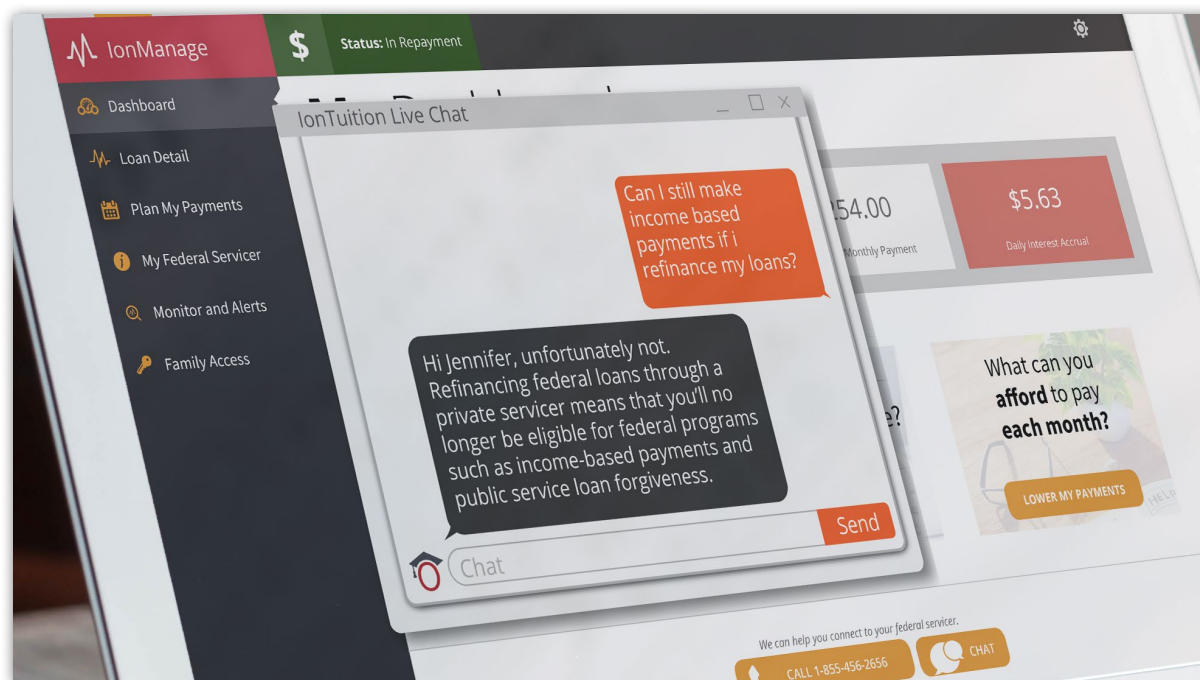 IonManage
$
Status: In Repayment
Dashboard
Loan Detail
Plan My Payments
My Federal Servicer
Monitor and Alerts
Family Access
IonTuition Live Chat
Can I still make
income based
payments if i
refinance my loans?
Hi Jennifer, unfortunately not.
Refinancing federal loans through a
private servicer means that you'll no
longer be eligible for federal programs
such as income-based payments and
public service loan forgiveness.
Chat
Send
54.00
Monthly Payment
$5.63
Daily Interest Accrual
What can you
afford to pay
each month?
LOWER MY PAYMENTS
HELP
We can help you connect to your federal servicer.
CALL 1-855-456-2656
CHAT